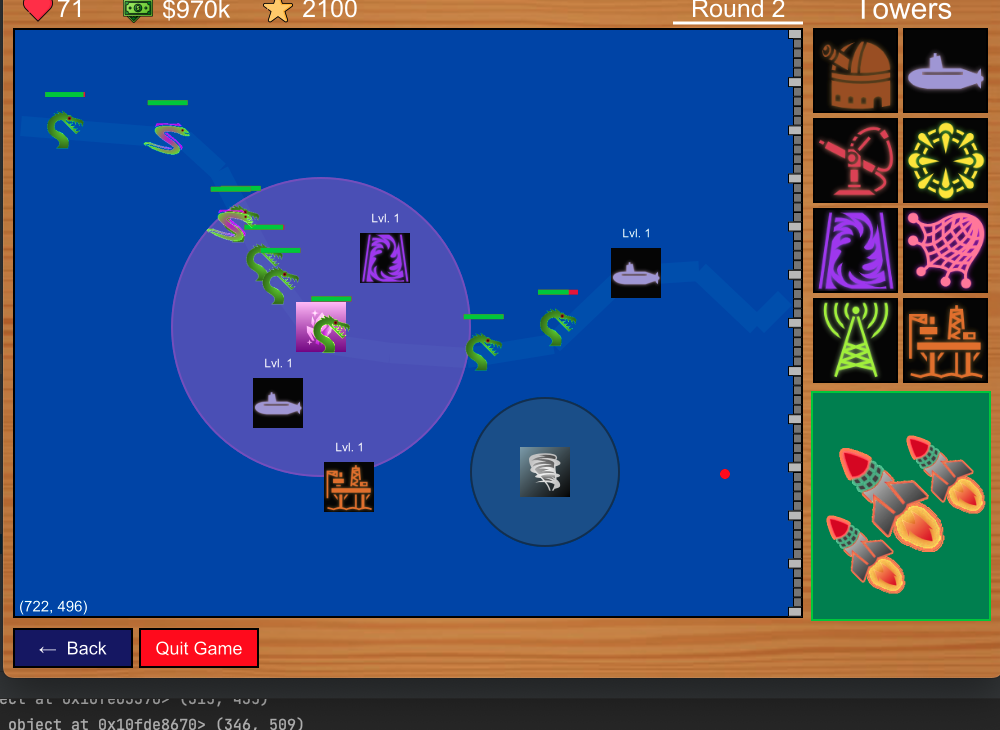 71 $970k 2100 Round 2 Towers
Lvl. 1
Lvl. 1
Lvl. 1
Lvl. 1
(722, 496)
← Back Quit Game
object at 0x10fde8670> (346, 509)